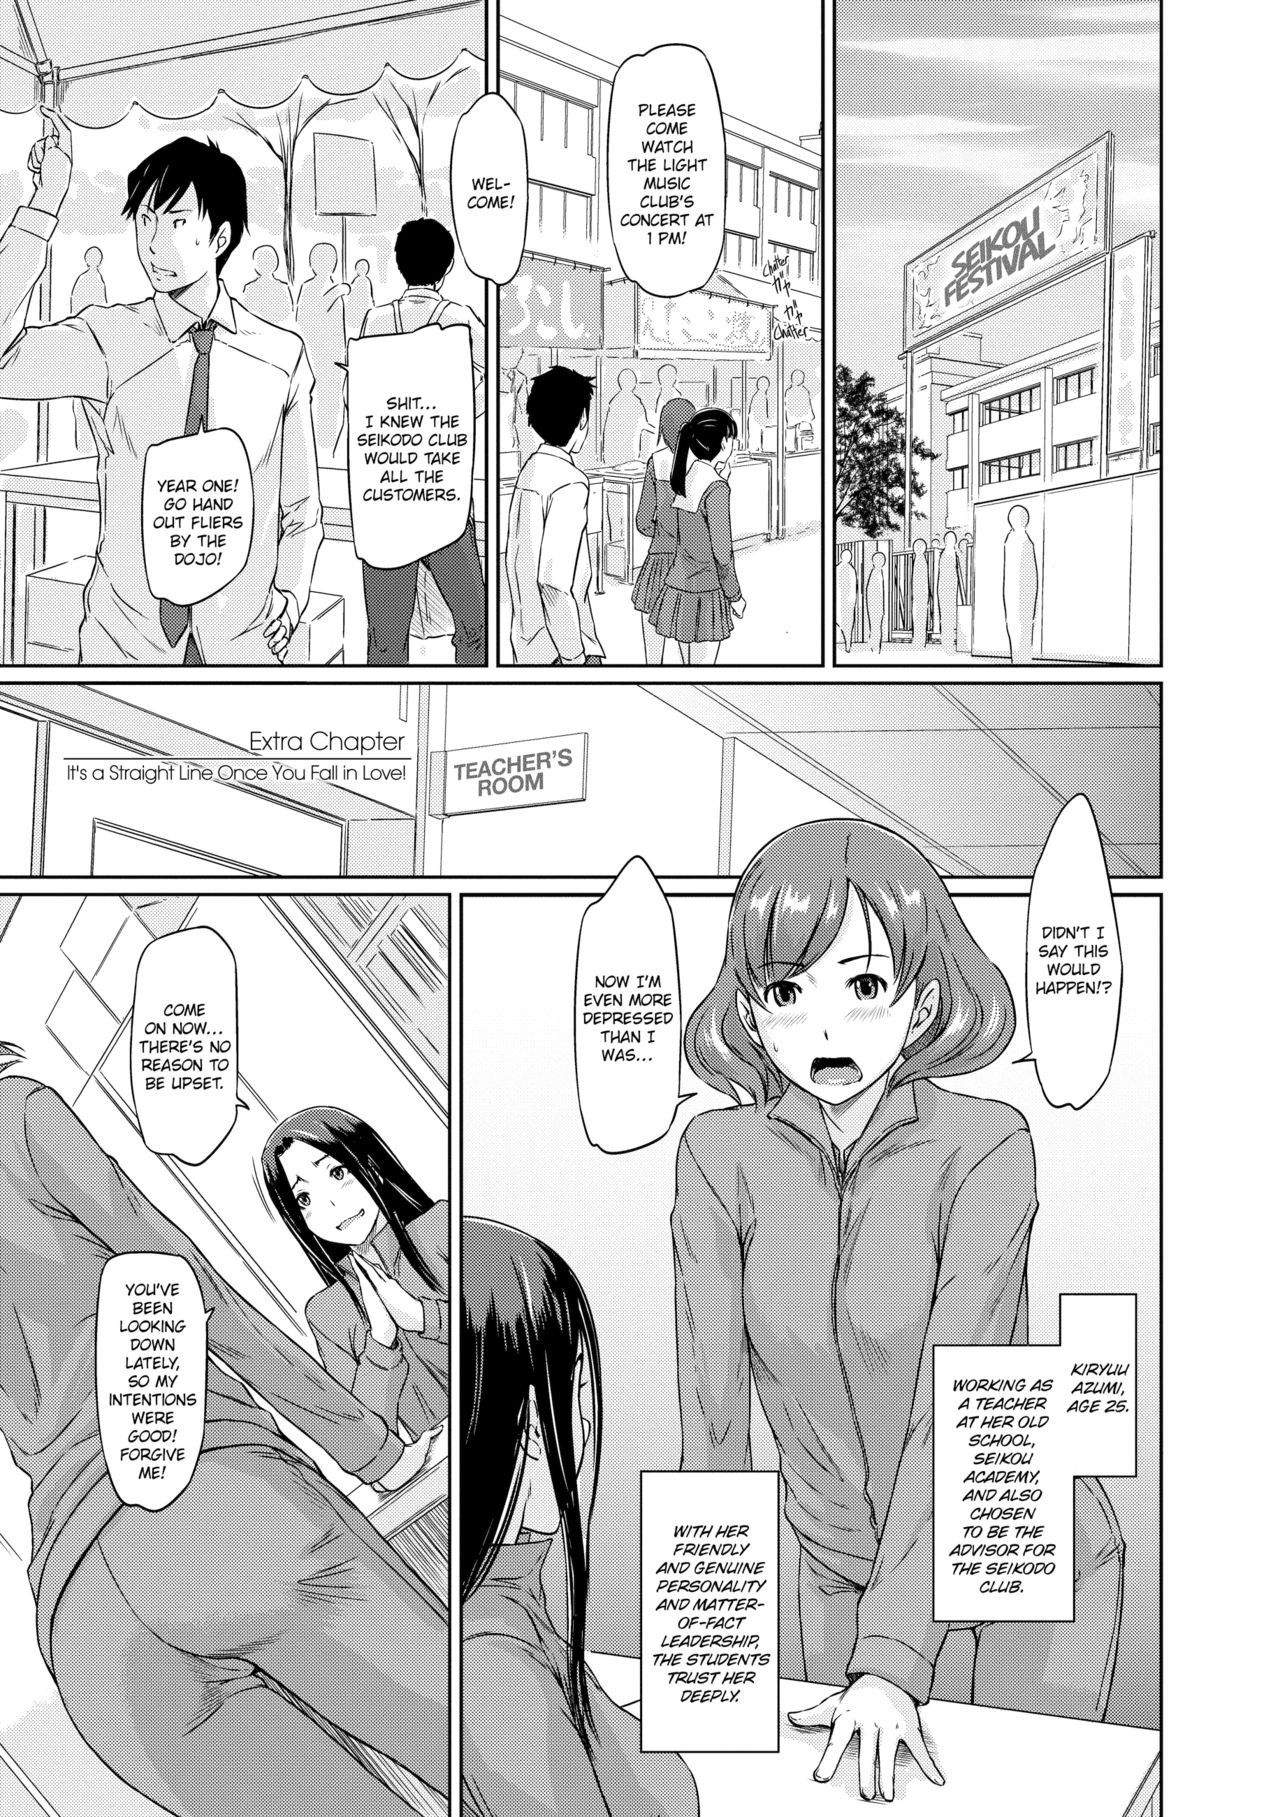 SEIKOU
FESTIVAL
PLEASE
COME
WATCH
THE LIGHT
MUSIC
CLUB'S
CONCERT AT
1 PM!
Chatter
ガヤ
ガヤ
Chatter
WEL-
COME!
SHIT...
I KNEW THE
SEIKODO CLUB
WOULD TAKE
ALL THE
CUSTOMERS.
YEAR ONE!
GO HAND
OUT FLIERS
BY THE
DOJO!
Extra Chapter
It's a Straight Line Once You Fall in Love!
TEACHER'S
ROOM
DIDN'T I
SAY THIS
WOULD
HAPPEN!?
NOW I'M
EVEN MORE
DEPRESSED
THAN I
WAS...
KIRYUU
AZUMI,
AGE 25.
WORKING AS
A TEACHER
AT HER OLD
SCHOOL,
SEIKOU
ACADEMY,
AND ALSO
CHOSEN
TO BE THE
ADVISOR FOR
THE SEIKODO
CLUB.
WITH HER
FRIENDLY
AND GENUINE
PERSONALITY
AND MATTER-
OF-FACT
LEADERSHIP,
THE STUDENTS
TRUST HER
DEEPLY.
COME
ON NOW...
THERE'S NO
REASON TO
BE UPSET.
YOU'VE
BEEN
LOOKING
DOWN
LATELY,
SO MY
INTENTIONS
WERE
GOOD!
FORGIVE
ME!